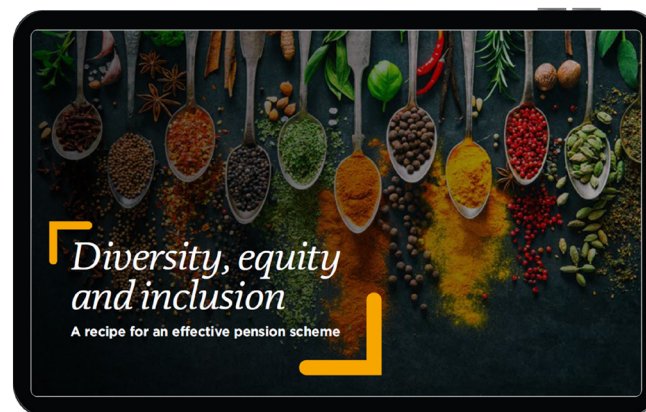 Diversity, equity
and inclusion
A recipe for an effective pension scheme